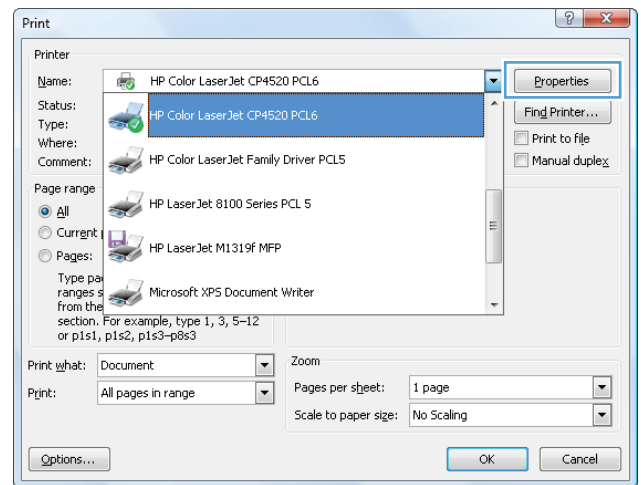 Print
Printer
Name: HP Color LaserJet CP4520 PCL6 Properties
Status: HP Color LaserJet CP4520 PCL6 Find Printer...
Type:
Where: Print to file
Comment: HP Color LaserJet Family Driver PCL5 Manual duplex
Page range
HP LaserJet 8100 Series PCL 5
All
Current
Pages: HP LaserJet M1319f MFP
Type
ranges Microsoft XPS Document Writer
from the
section. For example, type 1, 3, 5–12
or p1s1, p1s2, p1s3–p8s3
Print what: Document Zoom
Print: All pages in range Pages per sheet: 1 page
Scale to paper size: No Scaling
Options... OK Cancel